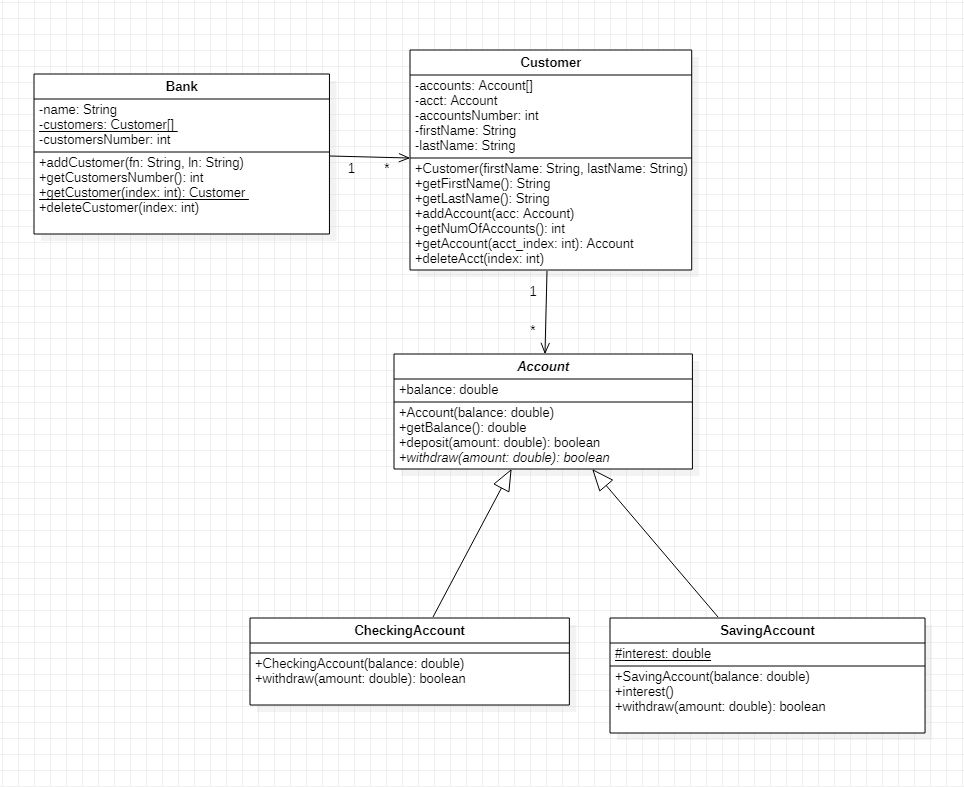 Bank
-name: String
-customers: Customer[]
-customersNumber: int
+addCustomer(fn: String, ln: String)
+getCustomersNumber(): int
+getCustomer(index: int): Customer
+deleteCustomer(index: int)
1 *
Customer
-accounts: Account[]
-acct: Account
-accountsNumber: int
-firstName: String
-lastName: String
+Customer(firstName: String, lastName: String)
+getFirstName(): String
+getLastName(): String
+addAccount(acc: Account)
+getNumOfAccounts(): int
+getAccount(acct_index: int): Account
+deleteAcct(index: int)
1
*
Account
+balance: double
+Account(balance: double)
+getBalance(): double
+deposit(amount: double): boolean
+withdraw(amount: double): boolean
CheckingAccount
+CheckingAccount(balance: double)
+withdraw(amount: double): boolean
SavingAccount
#interest: double
+SavingAccount(balance: double)
+interest()
+withdraw(amount: double): boolean